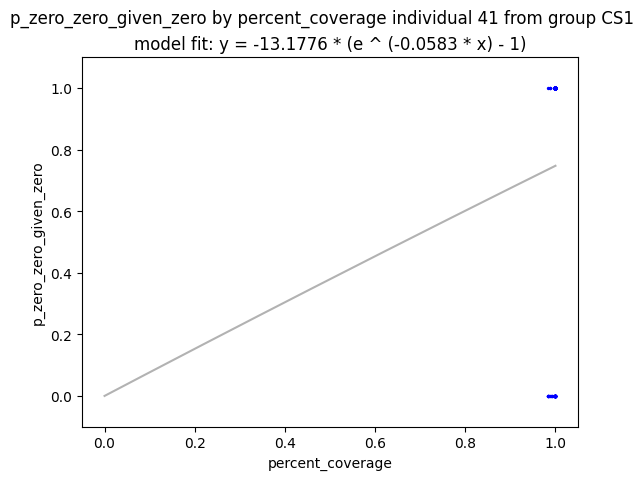 p_zero_zero_given_zero by percent_coverage individual 41 from group CS1
model fit: y = -13.1776 * (e ^ (-0.0583 * x) - 1)
1.0
0.8
0.6
0.4
0.2
0.0
p_zero_zero_given_zero
0.0 0.2 0.4 0.6 0.8 1.0
percent_coverage